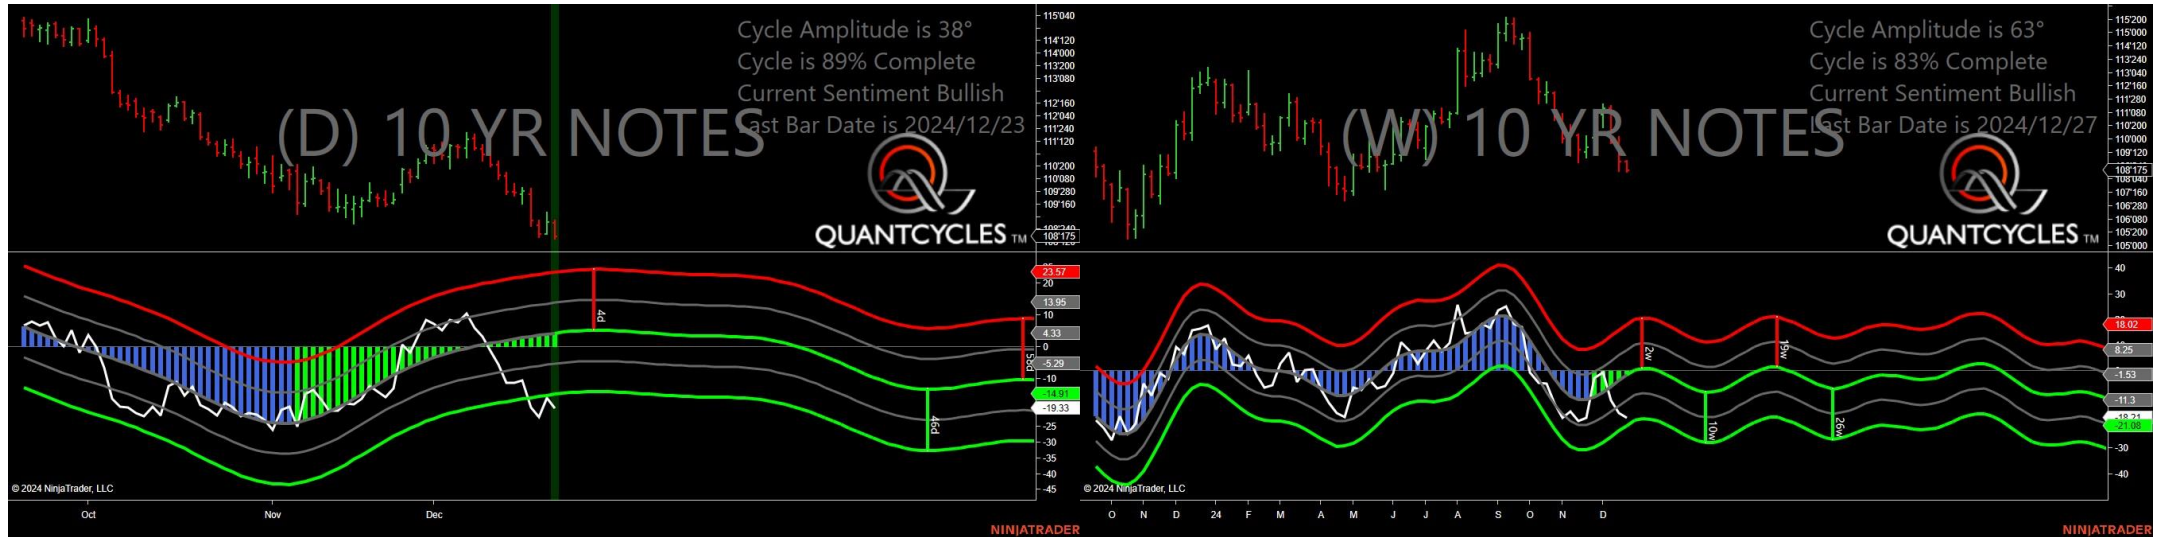 Cycle Amplitude is 38°
Cycle is 89% Complete
Current Sentiment Bullish
Last Bar Date is 2024/12/23
(D) 10 YR NOTES
QUANTCYCLES TM
115'040
114'120
114'000
113'200
113'080
112'160
112'040
111'240
111'120
110'200
110'080
109'280
109'160
108'240
108'175
23.57
20
13.95
10
4.33
0
-5.29
-10
-14.91
-19.33
-25
-30
-35
-40
-45
4d
46d
58d
© 2024 NinjaTrader, LLC
Oct
Nov
Dec
NINJATRADER
Cycle Amplitude is 63°
Cycle is 83% Complete
Current Sentiment Bullish
Last Bar Date is 2024/12/27
(W) 10 YR NOTES
QUANTCYCLES TM
115'200
115'000
114'120
113'240
113'040
112'160
111'280
111'080
110'200
110'000
109'120
108'175
108'040
107'160
106'280
106'080
105'200
105'000
40
30
18.02
8.25
-1.53
-11.3
-18.21
-21.08
-30
-40
2w
19w
10w
26w
© 2024 NinjaTrader, LLC
O
N
D
24
F
M
A
M
J
J
A
S
O
N
D
NINJATRADER